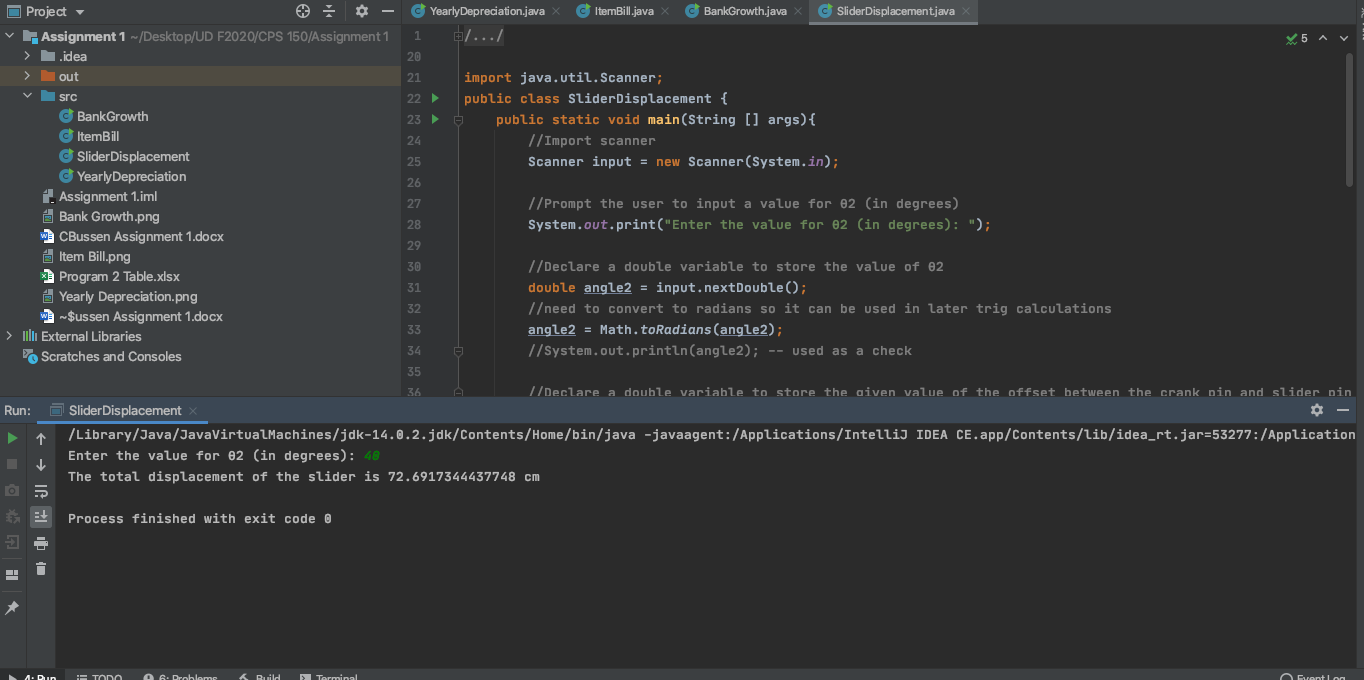 Project
Assignment 1 ~/Desktop/UD F2020/CPS 150/Assignment 1
.idea
out
src
BankGrowth
ItemBill
SliderDisplacement
YearlyDepreciation
Assignment 1.iml
Bank Growth.png
CBussen Assignment 1.docx
Item Bill.png
Program 2 Table.xlsx
Yearly Depreciation.png
~$ussen Assignment 1.docx
External Libraries
Scratches and Consoles
YearlyDepreciation.java ItemBill.java BankGrowth.java SliderDisplacement.java
5
1 /.../
20
21 import java.util.Scanner;
22 public class SliderDisplacement {
23 public static void main(String [] args){
24 //Import scanner
25 Scanner input = new Scanner(System.in);
26
27 //Prompt the user to input a value for θ2 (in degrees)
28 System.out.print("Enter the value for θ2 (in degrees): ");
29
30 //Declare a double variable to store the value of θ2
31 double angle2 = input.nextDouble();
32 //need to convert to radians so it can be used in later trig calculations
33 angle2 = Math.toRadians(angle2);
34 //System.out.println(angle2); -- used as a check
35
36 //Declare a double variable to store the given value of the offset between the crank pin and slider pin
Run: SliderDisplacement
/Library/Java/JavaVirtualMachines/jdk-14.0.2.jdk/Contents/Home/bin/java -javaagent:/Applications/IntelliJ IDEA CE.app/Contents/lib/idea_rt.jar=53277:/Application
Enter the value for θ2 (in degrees): 40
The total displacement of the slider is 72.6917344437748 cm
Process finished with exit code 0
4: Run TODO 6: Problems Build Terminal Event Log